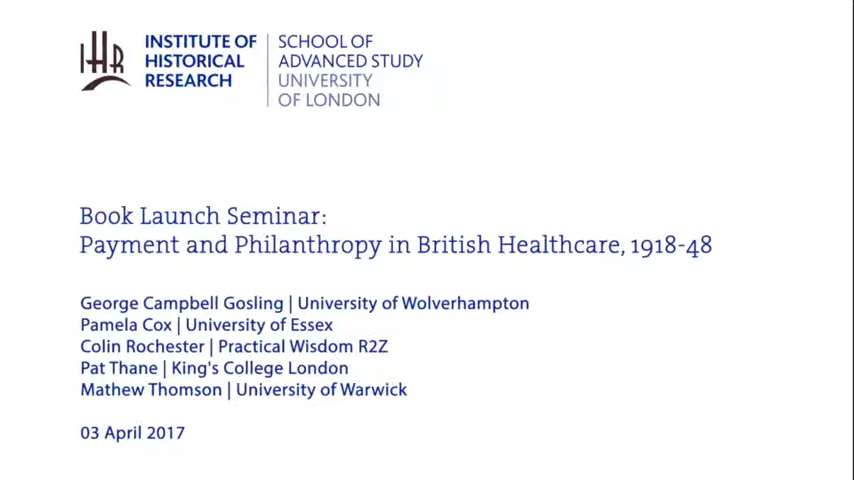 IHR
INSTITUTE OF
HISTORICAL
RESEARCH
SCHOOL OF
ADVANCED STUDY
UNIVERSITY
OF LONDON
Book Launch Seminar:
Payment and Philanthropy in British Healthcare, 1918-48
George Campbell Gosling | University of Wolverhampton
Pamela Cox | University of Essex
Colin Rochester | Practical Wisdom R2Z
Pat Thane | King's College London
Mathew Thomson | University of Warwick
03 April 2017